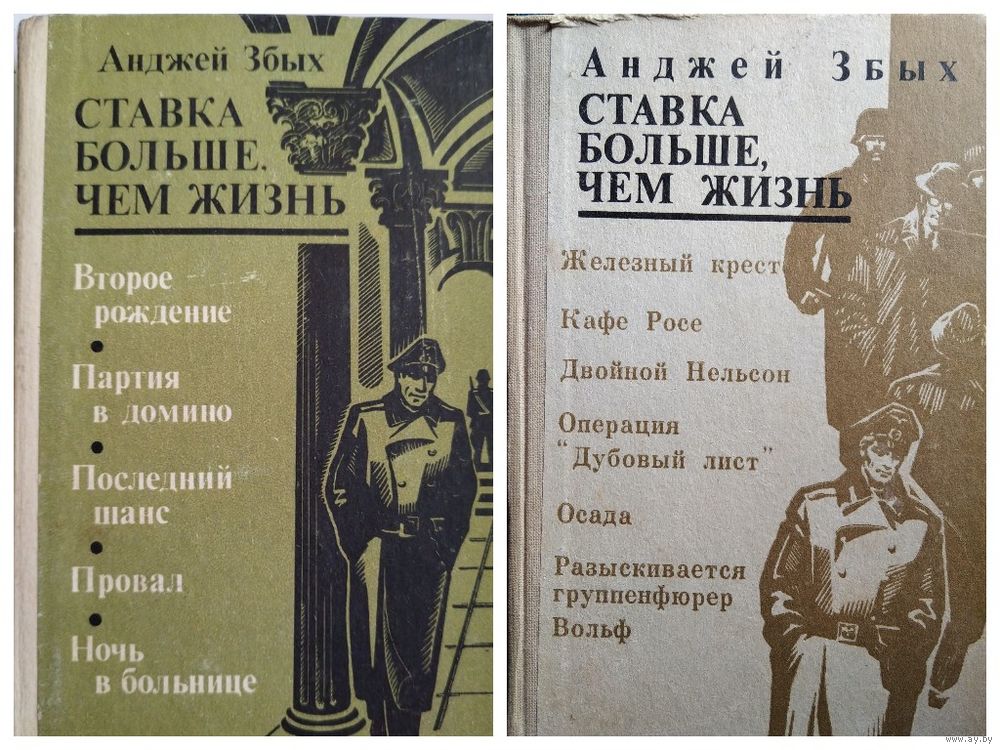 Анджей Збых
СТАВКА
БОЛЬШЕ,
ЧЕМ ЖИЗНЬ
Второе
рождение
Партия
в домино
Последний
шанс
Провал
Ночь
в больнице
Анджей Збых
СТАВКА
БОЛЬШЕ,
ЧЕМ ЖИЗНЬ
Железный крест
Кафе Росе
Двойной Нельсон
Операция
"Дубовый лист"
Осада
Разыскивается
группенфюрер
Вольф
www.ay.by